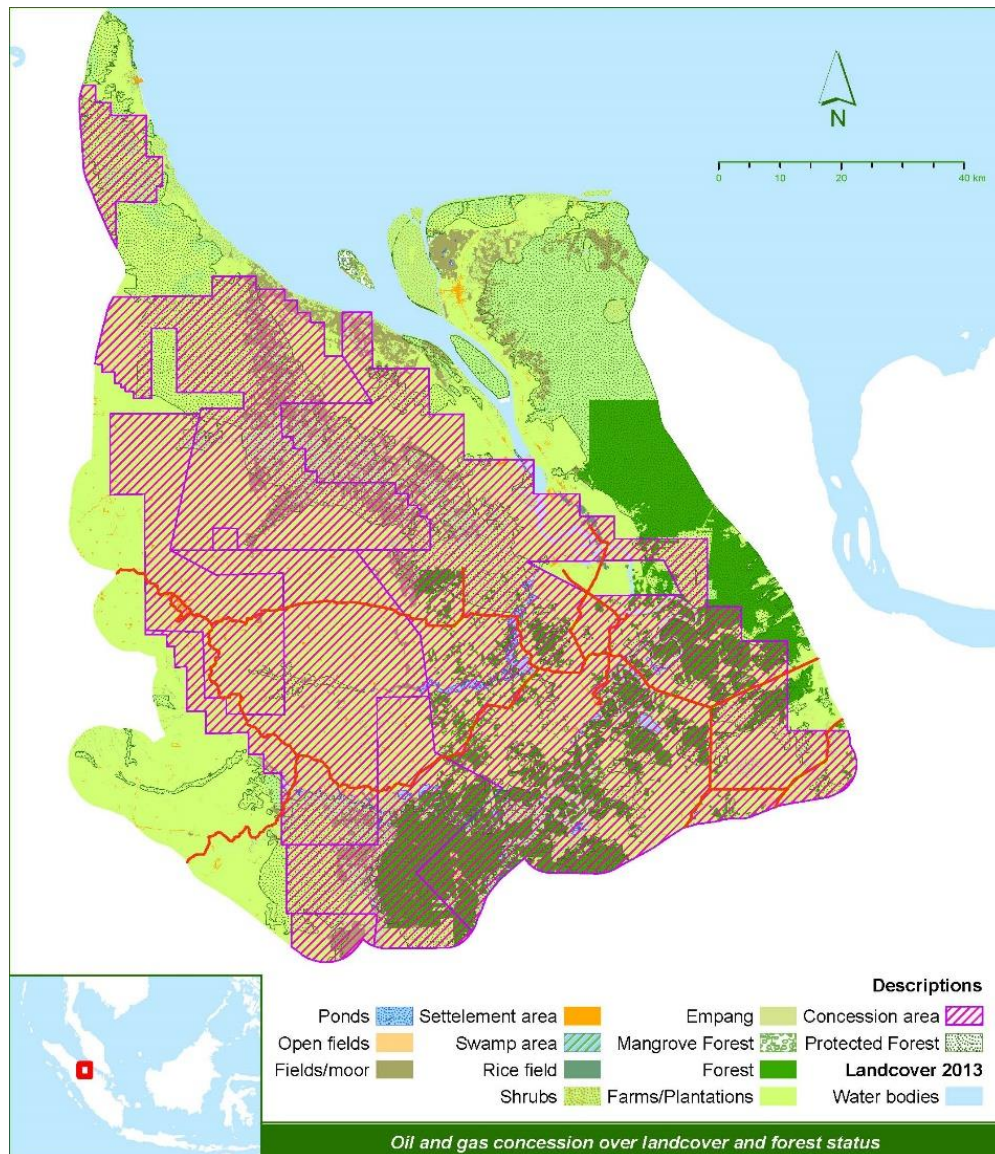 N
0 10 20 40 km
Descriptions
Ponds Settelement area Empang Concession area
Open fields Swamp area Mangrove Forest Protected Forest
Fields/moor Rice field Forest Landcover 2013
Shrubs Farms/Plantations Water bodies
Oil and gas concession over landcover and forest status